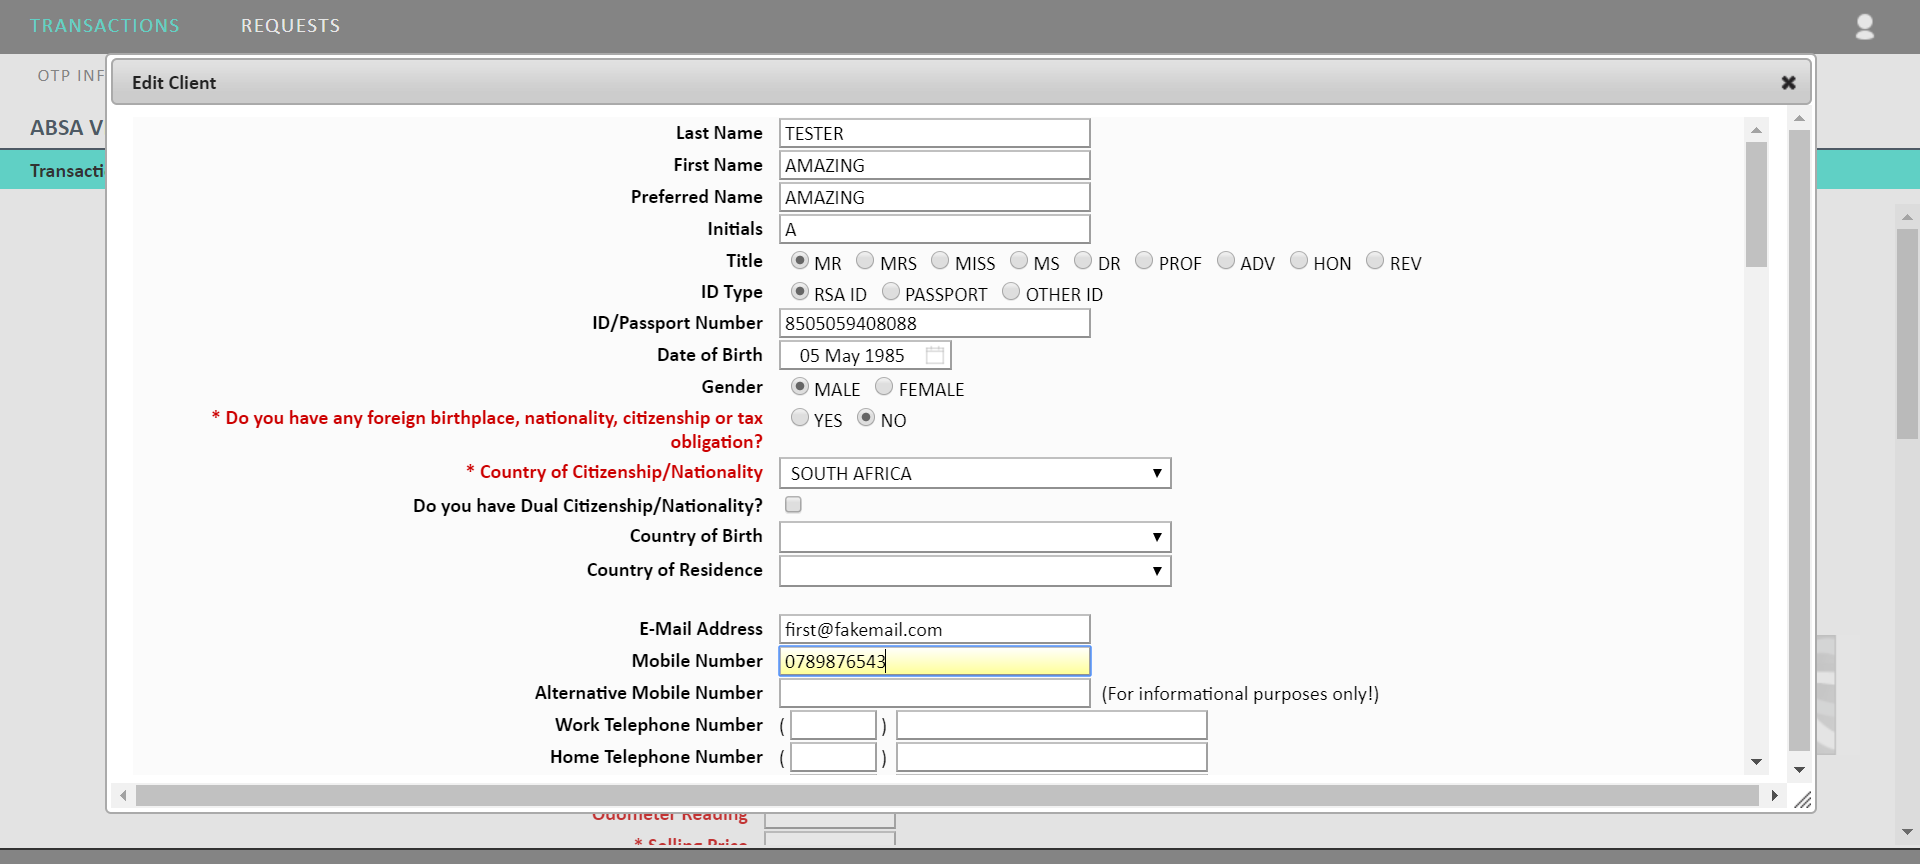 TRANSACTIONS REQUESTS
OTP INF
Edit Client
ABSA V
Transacti
Last Name TESTER
First Name AMAZING
Preferred Name AMAZING
Initials A
Title MR MRS MISS MS DR PROF ADV HON REV
ID Type RSA ID PASSPORT OTHER ID
ID/Passport Number 8505059408088
Date of Birth 05 May 1985
Gender MALE FEMALE
* Do you have any foreign birthplace, nationality, citizenship or tax YES NO
obligation?
* Country of Citizenship/Nationality SOUTH AFRICA
Do you have Dual Citizenship/Nationality?
Country of Birth
Country of Residence
E-Mail Address first@fakemail.com
Mobile Number 0789876543
Alternative Mobile Number (For informational purposes only!)
Work Telephone Number ( )
Home Telephone Number ( )
Odometer Reading
* Selling Price